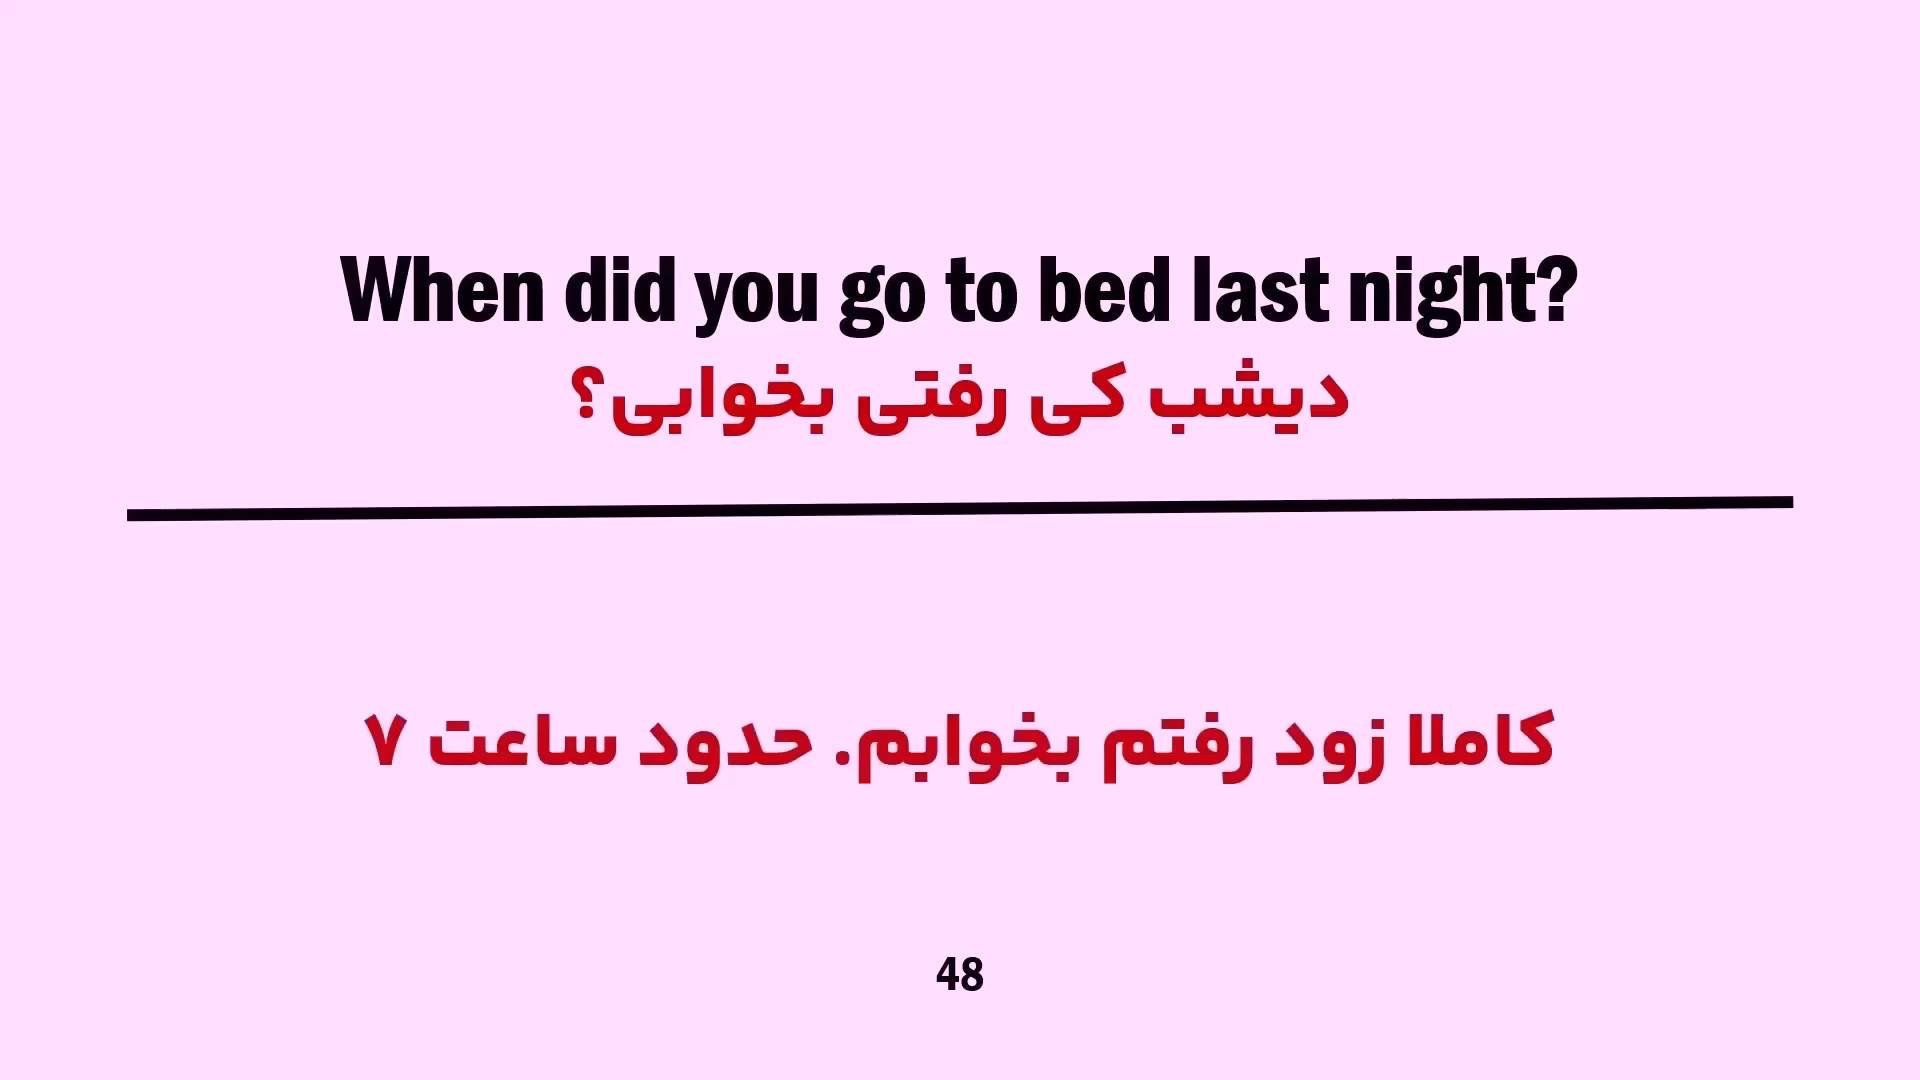 When did you go to bed last night?
دیشب کی رفتی بخوابی؟
کاملا زود رفتم بخوابم. حدود ساعت ۷
48